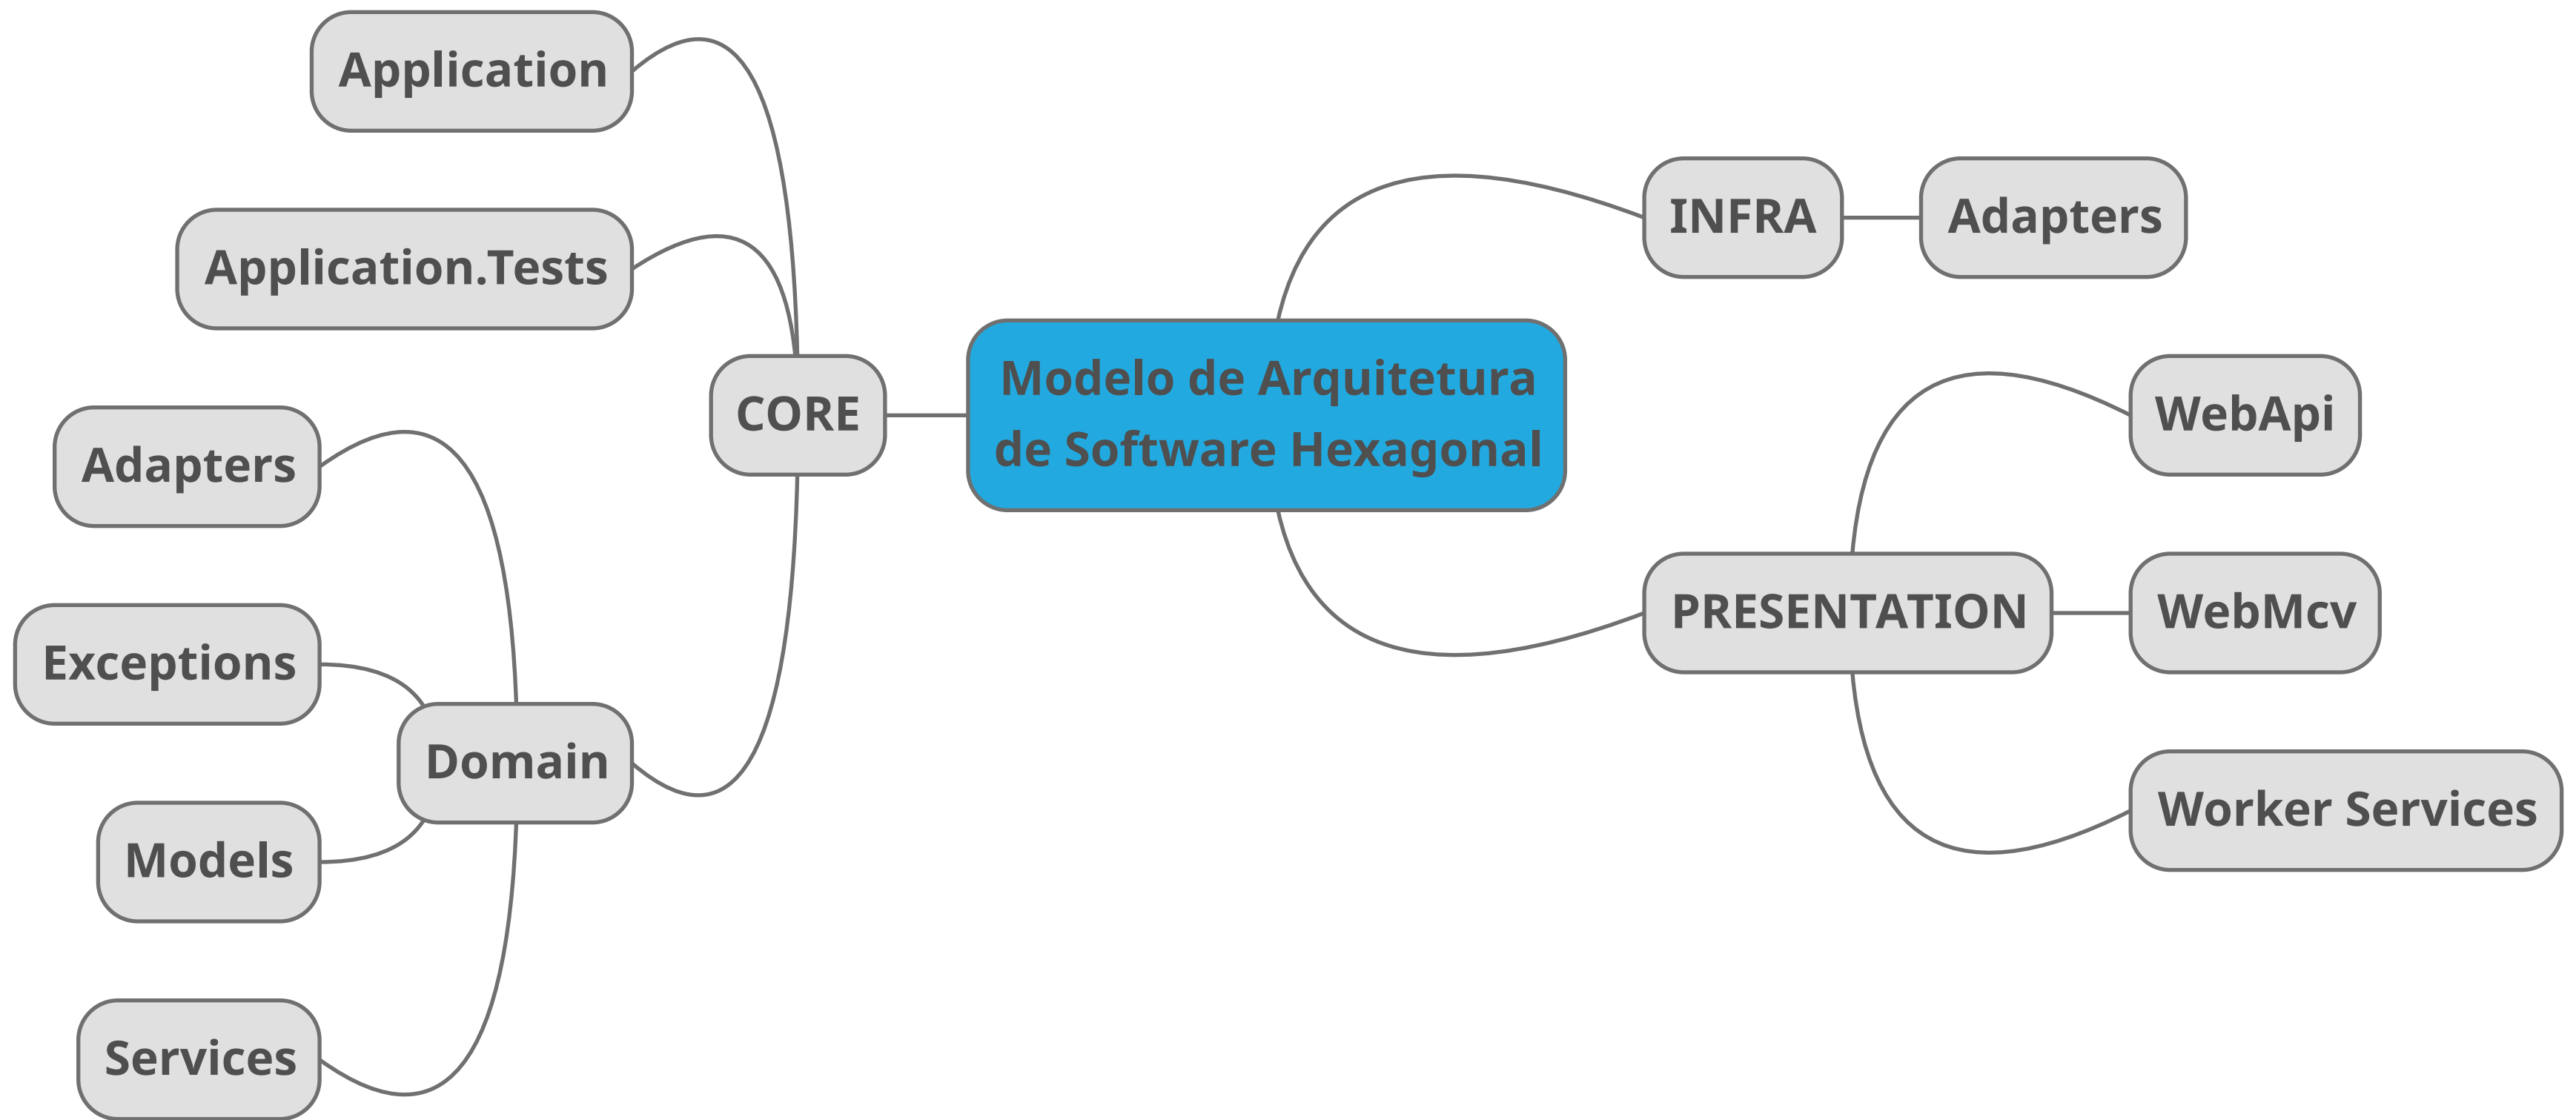 Modelo de Arquitetura
de Software Hexagonal
CORE
Application
Application.Tests
Domain
Adapters
Exceptions
Models
Services
INFRA
Adapters
PRESENTATION
WebApi
WebMcv
Worker Services